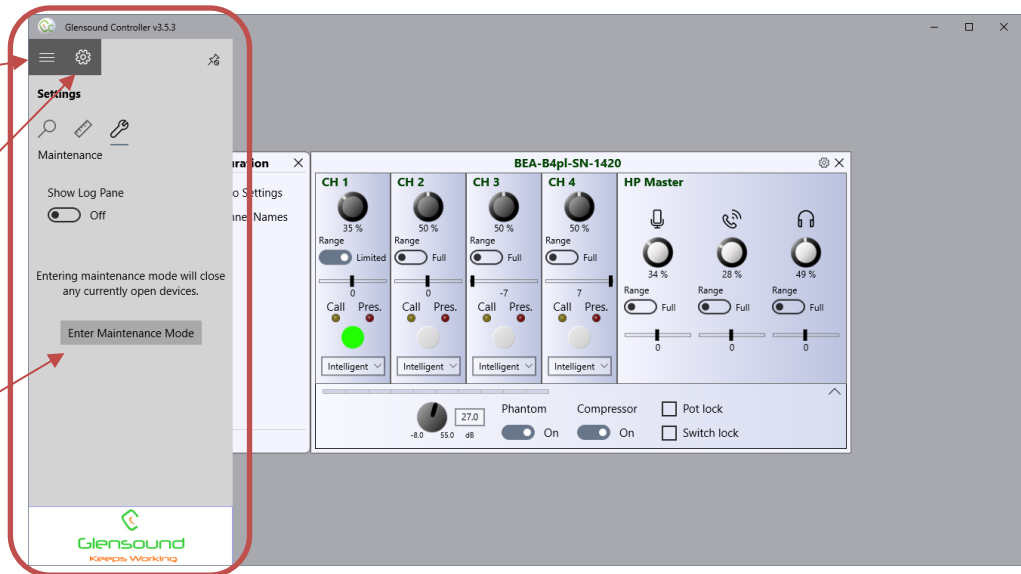 Glensound Controller v3.5.3
Settings
Maintenance
Show Log Pane
Off
Entering maintenance mode will close
any currently open devices.
Enter Maintenance Mode
Glensound
Keeps Working
uration
o Settings
nnel Names
BEA-B4pl-SN-1420
CH 1 CH 2 CH 3 CH 4 HP Master
35 % 50 % 50 % 50 %
34 % 28 % 49 %
Range Range Range Range
Limited Full Full Full
Range Range Range
Full Full Full
0 0 -7 7
0 0 0
Call Pres. Call Pres. Call Pres. Call Pres.
Intelligent Intelligent Intelligent Intelligent
27.0
-8.0 55.0 dB
Phantom Compressor
On On
Pot lock
Switch lock